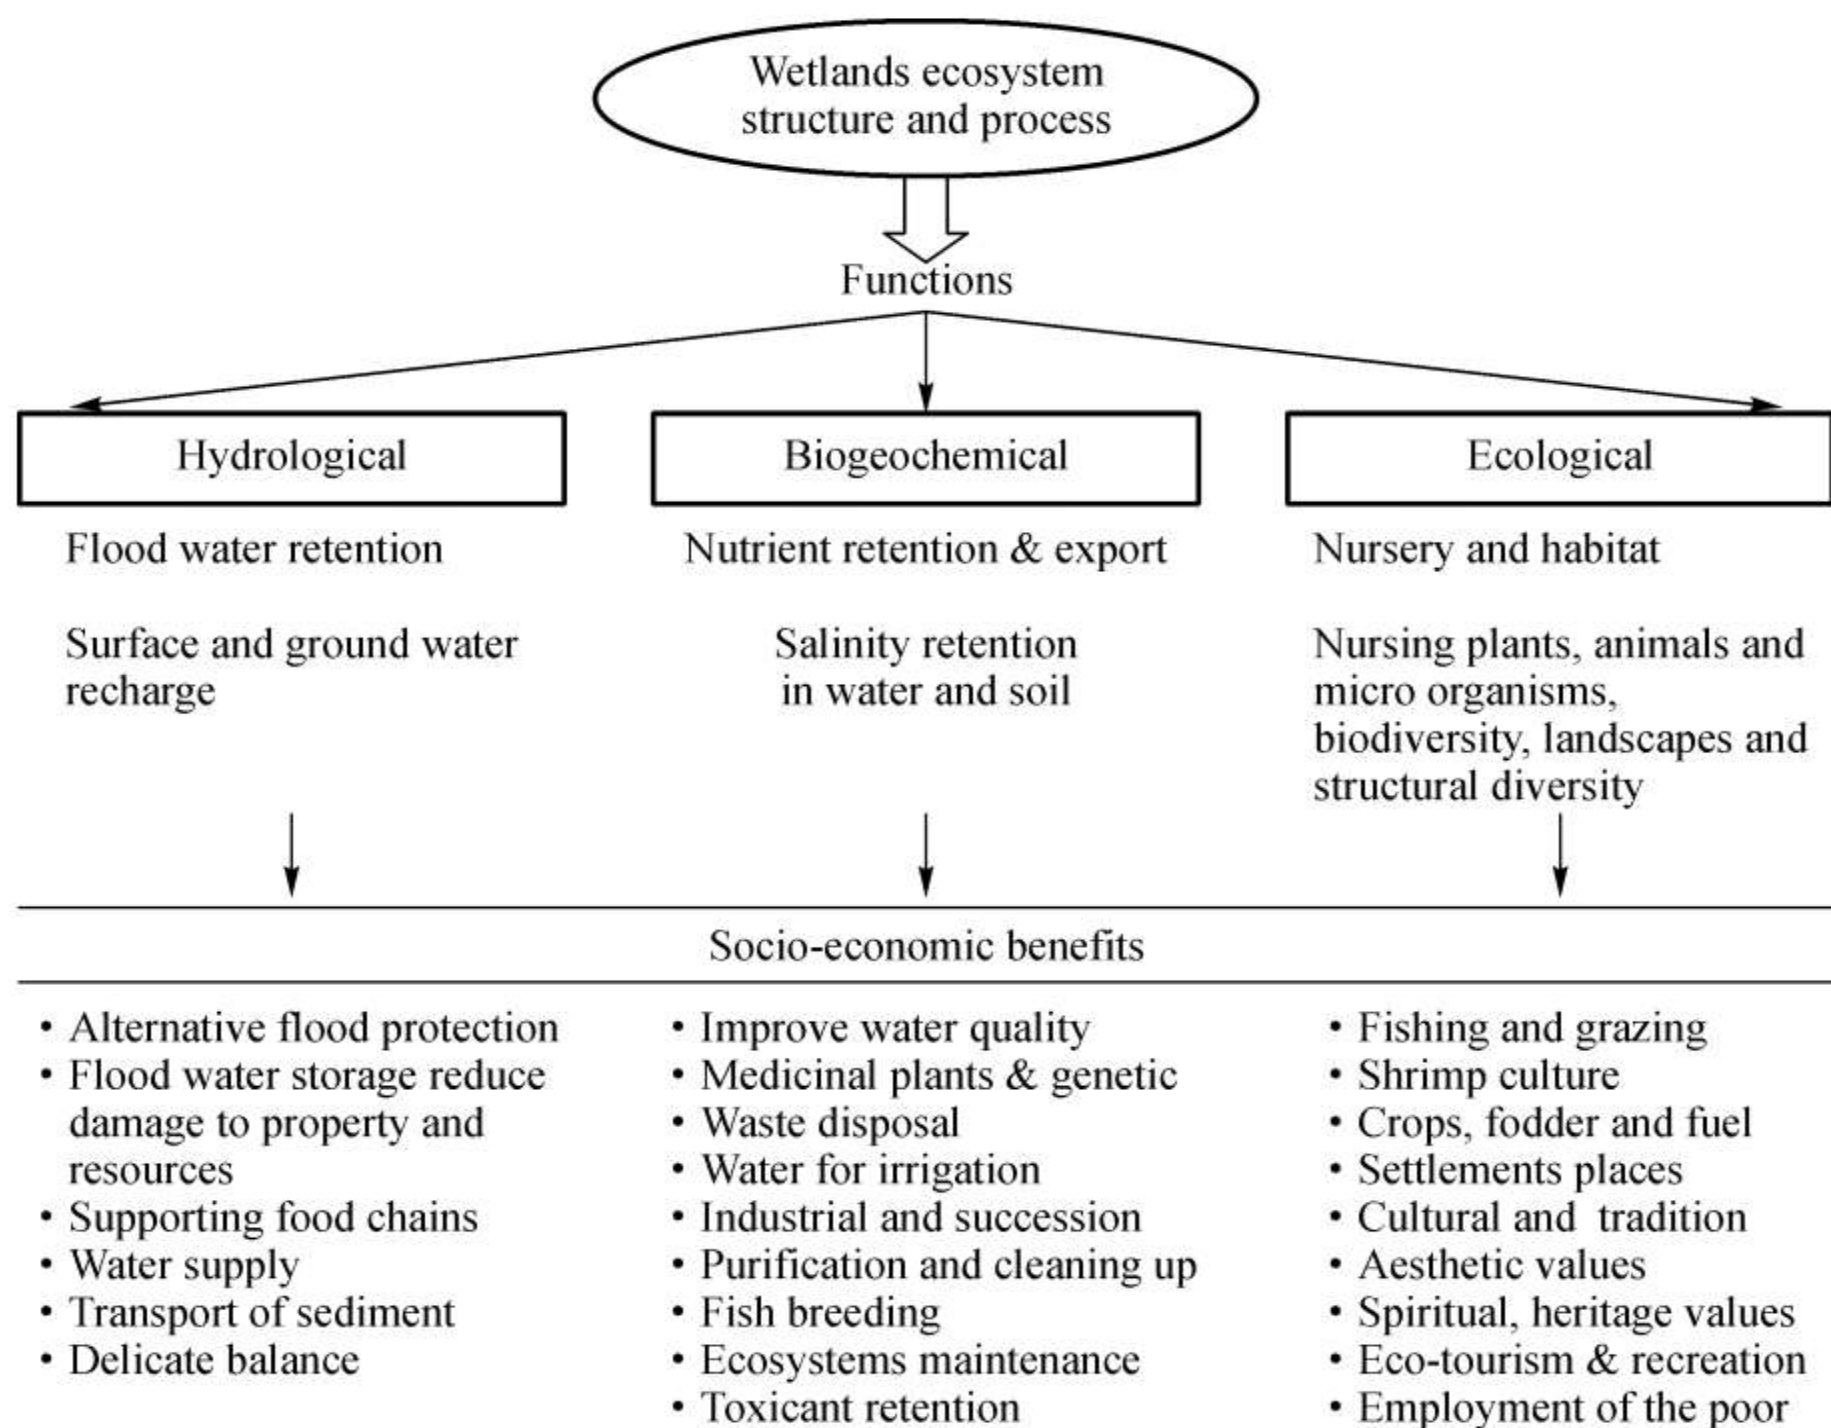 Wetlands ecosystem
structure and process
Functions
Hydrological
Biogeochemical
Ecological
Flood water retention
Surface and ground water
recharge
Nutrient retention & export
Salinity retention
in water and soil
Nursery and habitat
Nursing plants, animals and
micro organisms,
biodiversity, landscapes and
structural diversity
Socio-economic benefits
• Alternative flood protection
• Flood water storage reduce
damage to property and
resources
• Supporting food chains
• Water supply
• Transport of sediment
• Delicate balance
• Improve water quality
• Medicinal plants & genetic
• Waste disposal
• Water for irrigation
• Industrial and succession
• Purification and cleaning up
• Fish breeding
• Ecosystems maintenance
• Toxicant retention
• Fishing and grazing
• Shrimp culture
• Crops, fodder and fuel
• Settlements places
• Cultural and tradition
• Aesthetic values
• Spiritual, heritage values
• Eco-tourism & recreation
• Employment of the poor